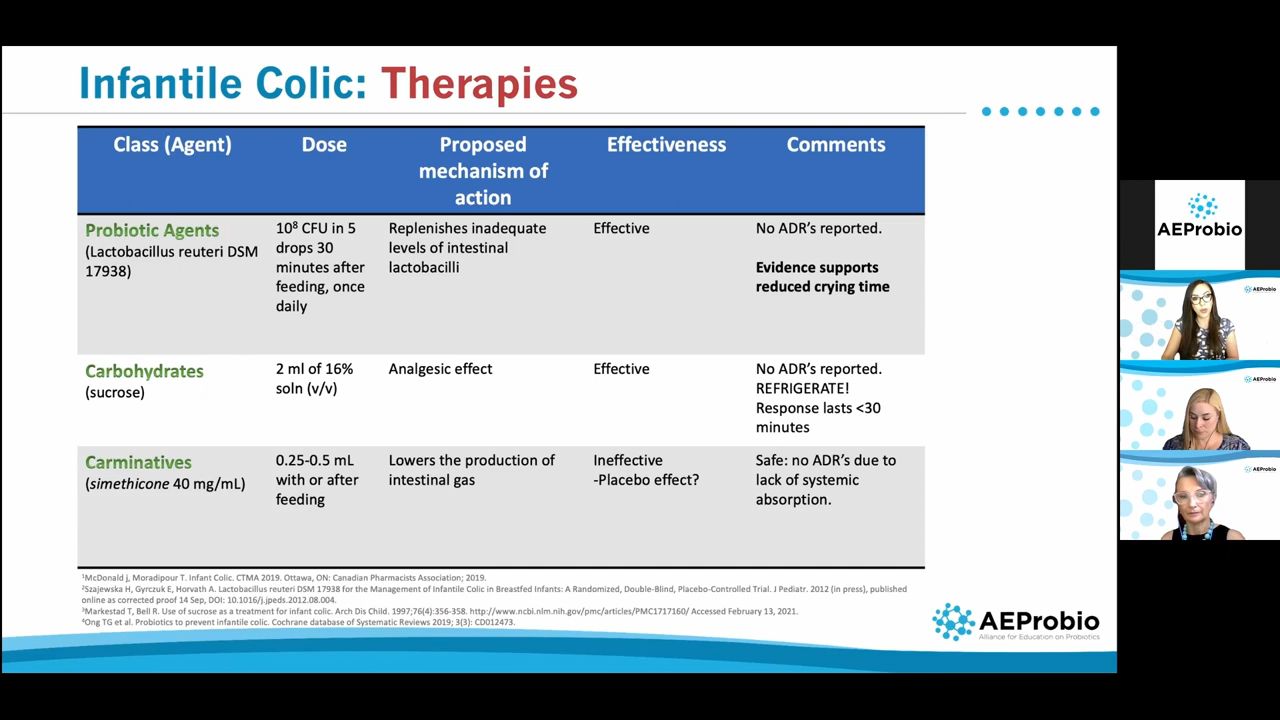 Infantile Colic: Therapies
Class (Agent)
Dose
Proposed
mechanism of
action
Effectiveness
Comments
Probiotic Agents
(Lactobacillus reuteri DSM
17938)
10⁸ CFU in 5
drops 30
minutes after
feeding, once
daily
Replenishes inadequate
levels of intestinal
lactobacilli
Effective
No ADR's reported.
Evidence supports
reduced crying time
Carbohydrates
(sucrose)
2 ml of 16%
soln (v/v)
Analgesic effect
Effective
No ADR's reported.
REFRIGERATE!
Response lasts <30
minutes
Carminatives
(simethicone 40 mg/mL)
0.25-0.5 mL
with or after
feeding
Lowers the production of
intestinal gas
Ineffective
-Placebo effect?
Safe: no ADR's due to
lack of systemic
absorption.
¹McDonald j, Moradipour T. Infant Colic. CTMA 2019. Ottawa, ON: Canadian Pharmacists Association; 2019.
²Szajewska H, Gyrczuk E, Horvath A. Lactobacillus reuteri DSM 17938 for the Management of Infantile Colic in Breastfed Infants: A Randomized, Double-Blind, Placebo-Controlled Trial. J Pediatr. 2012 (in press), published
online as corrected proof 14 Sep, DOI: 10.1016/j.jpeds.2012.08.004.
³Markestad T, Bell R. Use of sucrose as a treatment for infant colic. Arch Dis Child. 1997;76(4):356-358. http://www.ncbi.nlm.nih.gov/pmc/articles/PMC1717160/ Accessed February 13, 2021.
⁴Ong TG et al. Probiotics to prevent infantile colic. Cochrane database of Systematic Reviews 2019; 3(3): CD012473.
AEProbio
Alliance for Education on Probiotics
AEProbio
AEProbio
AEProbio
AEProbio